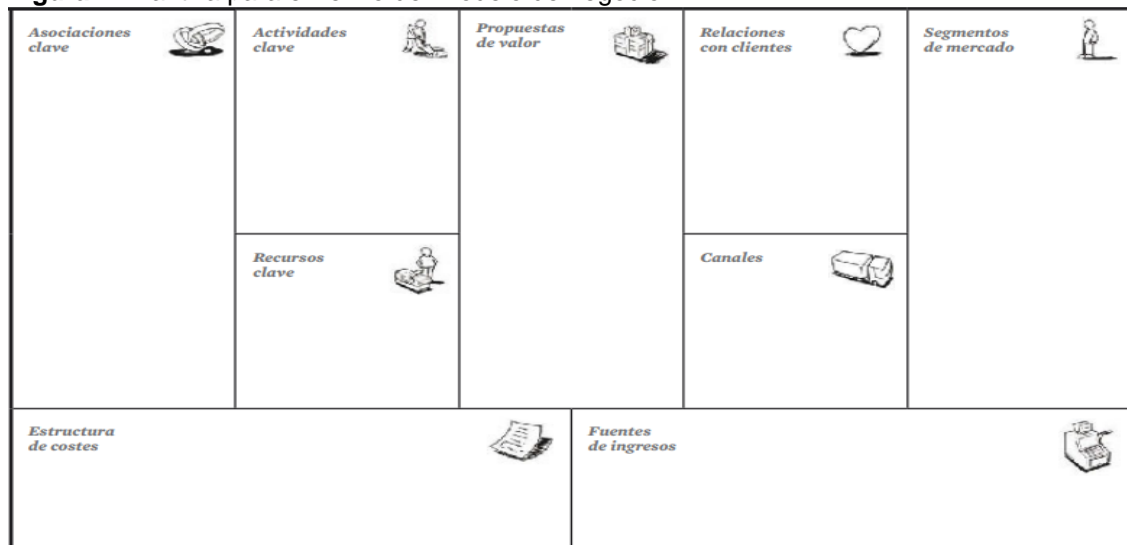 Asociaciones
clave
Actividades
clave
Propuestas
de valor
Relaciones
con clientes
Segmentos
de mercado
Recursos
clave
Canales
Estructura
de costes
Fuentes
de ingresos